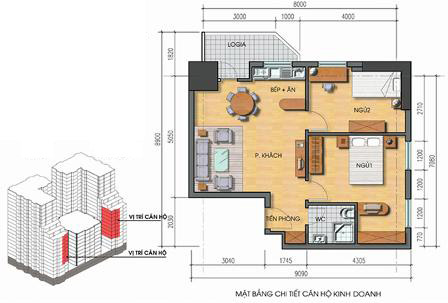 8000
3000
1000
4000
LOGIA
1820
BẾP + ĂN
NGỦ2
2770
8900
5050
P. KHÁCH
NGỦ1
1200
1200
7080
2030
TIỀN PHÒNG
WC
1200
770
VỊ TRÍ CĂN HỘ
VỊ TRÍ CĂN HỘ
3040
1745
4305
9090
MẶT BẰNG CHI TIẾT CĂN HỘ KINH DOANH